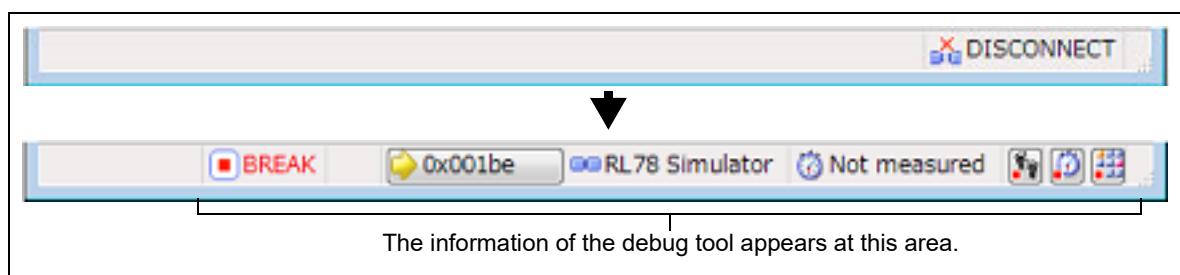 DISCONNECT
BREAK 0x001be RL78 Simulator Not measured
The information of the debug tool appears at this area.